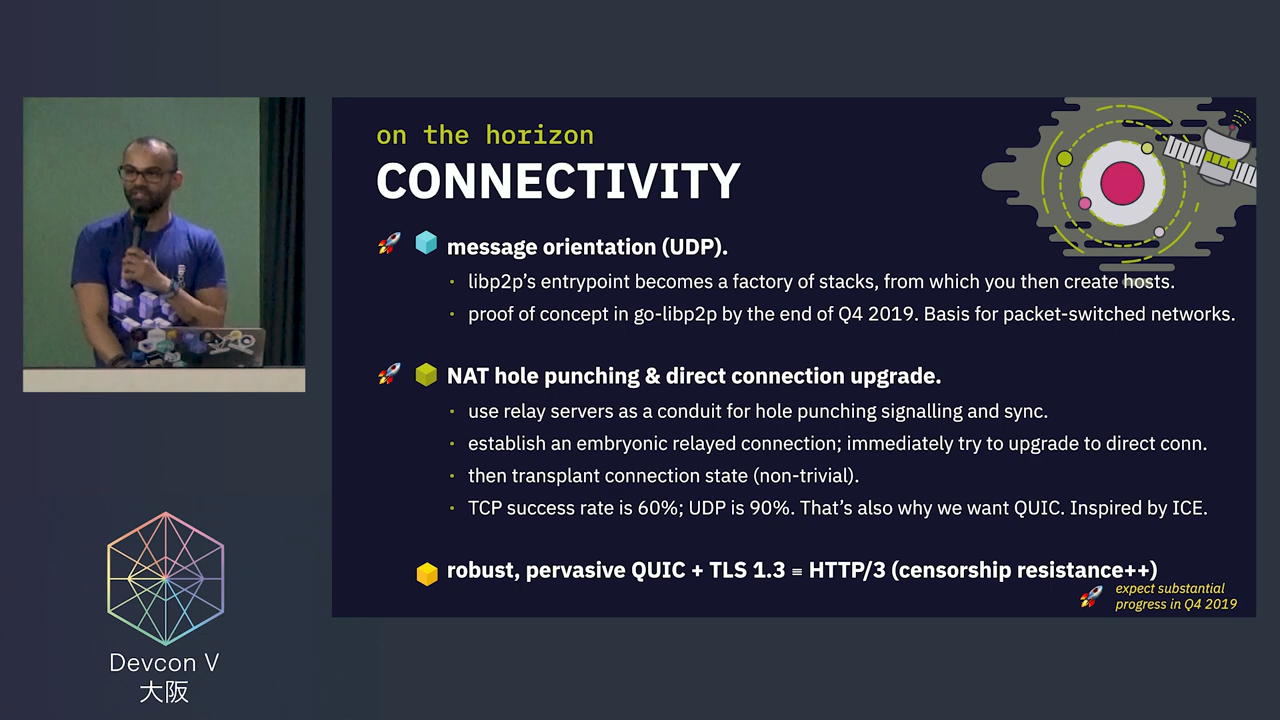 on the horizon
CONNECTIVITY
message orientation (UDP).
· libp2p's entrypoint becomes a factory of stacks, from which you then create hosts.
· proof of concept in go-libp2p by the end of Q4 2019. Basis for packet-switched networks.
NAT hole punching & direct connection upgrade.
· use relay servers as a conduit for hole punching signalling and sync.
· establish an embryonic relayed connection; immediately try to upgrade to direct conn.
· then transplant connection state (non-trivial).
· TCP success rate is 60%; UDP is 90%. That's also why we want QUIC. Inspired by ICE.
robust, pervasive QUIC + TLS 1.3 ≡ HTTP/3 (censorship resistance++)
expect substantial
progress in Q4 2019
Devcon V
大阪